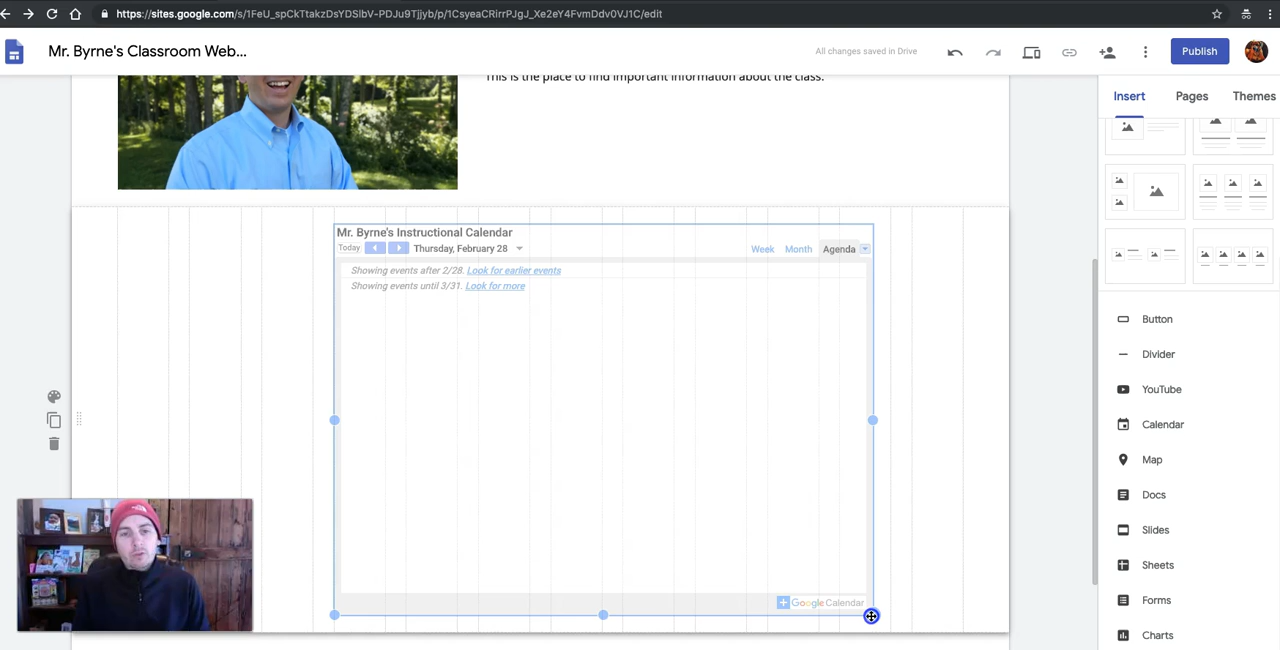 https://sites.google.com/s/1FeU_spCkTtakzDsYDSlbV-PDJu9Tjjyb/p/1CsyeaCRirrPJgJ_Xe2eY4FvmDdv0VJ1C/edit
Mr. Byrne's Classroom Web...
All changes saved in Drive
Publish
Insert
Pages
Themes
This is the place to find important information about the class.
Mr. Byrne's Instructional Calendar
Today
Thursday, February 28
Week
Month
Agenda
Showing events after 2/28. Look for earlier events
Showing events until 3/31. Look for more
Google Calendar
Button
Divider
YouTube
Calendar
Map
Docs
Slides
Sheets
Forms
Charts